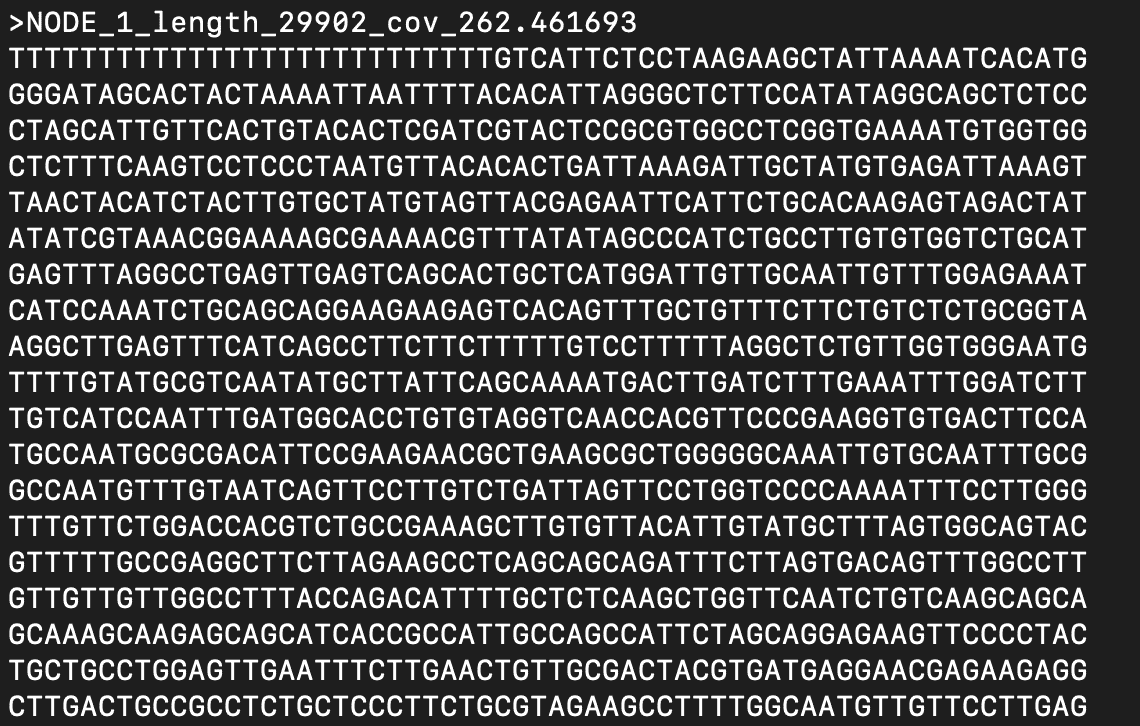 >NODE_1_length_29902_cov_262.461693
TTTTTTTTTTTTTTTTTTTTTTTTTTTGTCATTCTCCTAAGAAGCTATTAAAATCACATG
GGGATAGCACTACTAAAATTAATTTTACACATTAGGGCTCTTCCATATAGGCAGCTCTCC
CTAGCATTGTTCACTGTACACTCGATCGTACTCCGCGTGGCCTCGGTGAAAATGTGGTGG
CTCTTTCAAGTCCTCCCTAATGTTACACACTGATTAAAGATTGCTATGTGAGATTAAAGT
TAACTACATCTACTTGTGCTATGTAGTTACGAGAATTCATTCTGCACAAGAGTAGACTAT
ATATCGTAAACGGAAAAGCGAAAACGTTTATATAGCCCATCTGCCTTGTGTGGTCTGCAT
GAGTTTAGGCCTGAGTTGAGTCAGCACTGCTCATGGATTGTTGCAATTGTTTGGAGAAAT
CATCCAAATCTGCAGCAGGAAGAAGAGTCACAGTTTGCTGTTTCTTCTGTCTCTGCGGTA
AGGCTTGAGTTTCATCAGCCTTCTTCTTTTTGTCCTTTTTAGGCTCTGTTGGTGGGAATG
TTTTGTATGCGTCAATATGCTTATTCAGCAAAATGACTTGATCTTTGAAATTTGGATCTT
TGTCATCCAATTTGATGGCACCTGTGTAGGTCAACCACGTTCCCGAAGGTGTGACTTCCA
TGCCAATGCGCGACATTCCGAAGAACGCTGAAGCGCTGGGGGCAAATTGTGCAATTTGCG
GCCAATGTTTGTAATCAGTTCCTTGTCTGATTAGTTCCTGGTCCCCAAAATTTCCTTGGG
TTTGTTCTGGACCACGTCTGCCGAAAGCTTGTGTTACATTGTATGCTTTAGTGGCAGTAC
GTTTTTGCCGAGGCTTCTTAGAAGCCTCAGCAGCAGATTTCTTAGTGACAGTTTGGCCTT
GTTGTTGTTGGCCTTTACCAGACATTTTGCTCTCAAGCTGGTTCAATCTGTCAAGCAGCA
GCAAAGCAAGAGCAGCATCACCGCCATTGCCAGCCATTCTAGCAGGAGAAGTTCCCCTAC
TGCTGCCTGGAGTTGAATTTCTTGAACTGTTGCGACTACGTGATGAGGAACGAGAAGAGG
CTTGACTGCCGCCTCTGCTCCCTTCTGCGTAGAAGCCTTTTGGCAATGTTGTTCCTTGAG